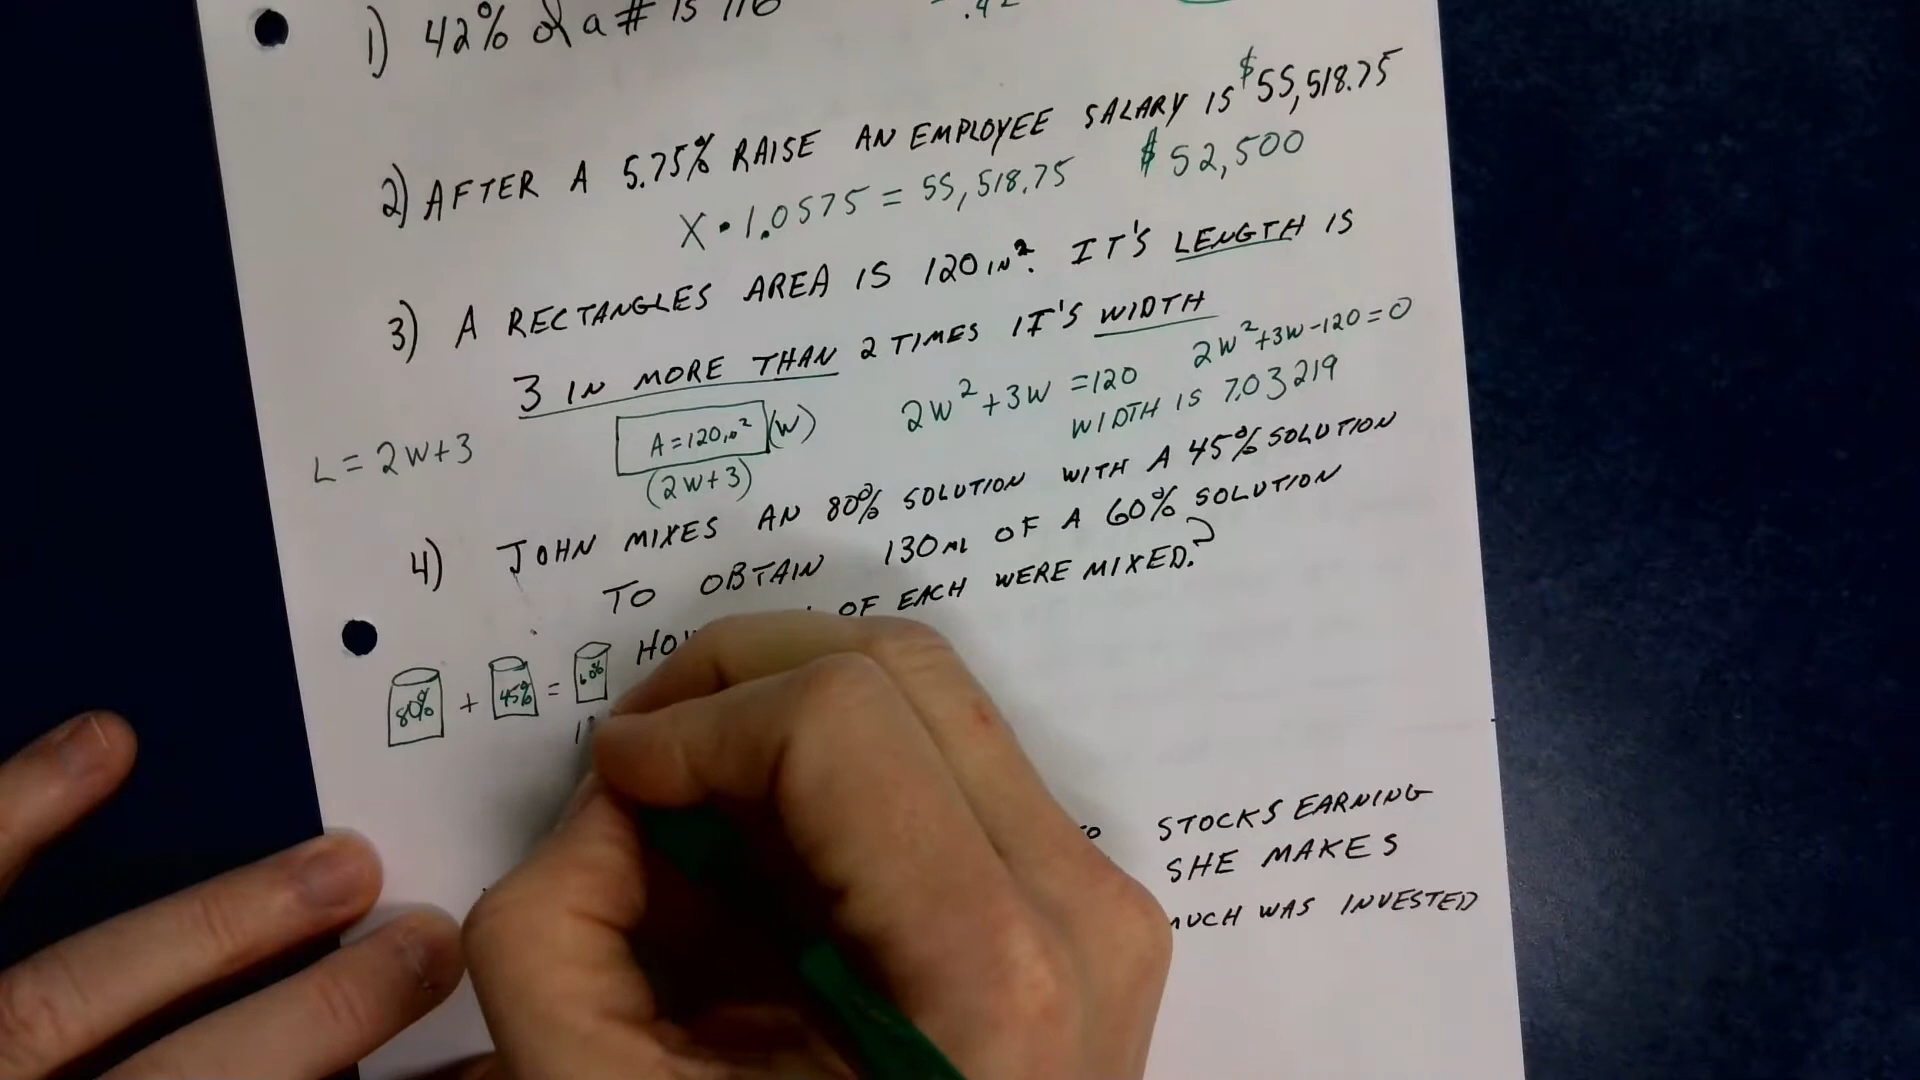 1) 42% of a # is 116
2) AFTER A 5.75% RAISE AN EMPLOYEE SALARY IS $55,518.75
X • 1.0575 = 55,518.75 $52,500
3) A RECTANGLES AREA IS 120 IN². IT'S LENGTH IS
3 IN MORE THAN 2 TIMES IT'S WIDTH
L = 2W+3
A = 120 IN² (W)
(2W+3)
2W²+3W = 120
2W²+3W-120=0
WIDTH IS 7.03219
4) JOHN MIXES AN 80% SOLUTION WITH A 45% SOLUTION
TO OBTAIN 130 ML OF A 60% SOLUTION
OF EACH WERE MIXED.
80% + 45% = 60%
STOCKS EARNING
SHE MAKES
MUCH WAS INVESTED